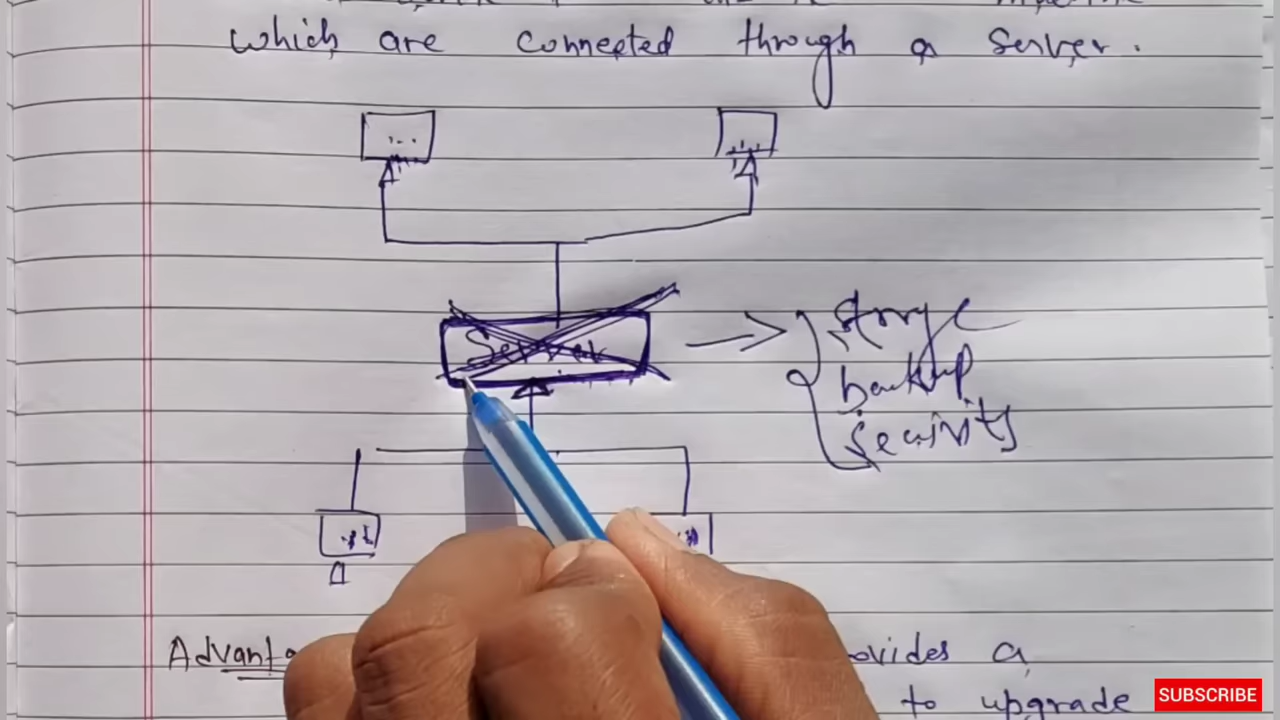 which are connected through a server.
Server
storage
backup
security
Advanta
ovides a
to upgrade
SUBSCRIBE